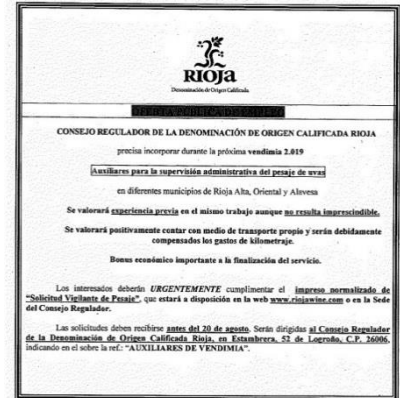 RIOJA
Denominación de Origen Calificada
OFERTA PÚBLICA DE EMPLEO
CONSEJO REGULADOR DE LA DENOMINACIÓN DE ORIGEN CALIFICADA RIOJA
precisa incorporar durante la próxima vendimia 2.019
Auxiliares para la supervisión administrativa del pesaje de uvas
en diferentes municipios de Rioja Alta, Oriental y Alavesa
Se valorará experiencia previa en el mismo trabajo aunque no resulta imprescindible.
Se valorará positivamente contar con medio de transporte propio y serán debidamente
compensados los gastos de kilometraje.
Bonus económico importante a la finalización del servicio.
Los interesados deberán URGENTEMENTE cumplimentar el impreso normalizado de
“Solicitud Vigilante de Pesaje”, que estará a disposición en la web www.riojawine.com o en la Sede
del Consejo Regulador.
Las solicitudes deben recibirse antes del 20 de agosto. Serán dirigidas al Consejo Regulador
de la Denominación de Origen Calificada Rioja, en Estambrera, 52 de Logroño, C.P. 26006,
indicando en el sobre la ref.: “AUXILIARES DE VENDIMIA”.